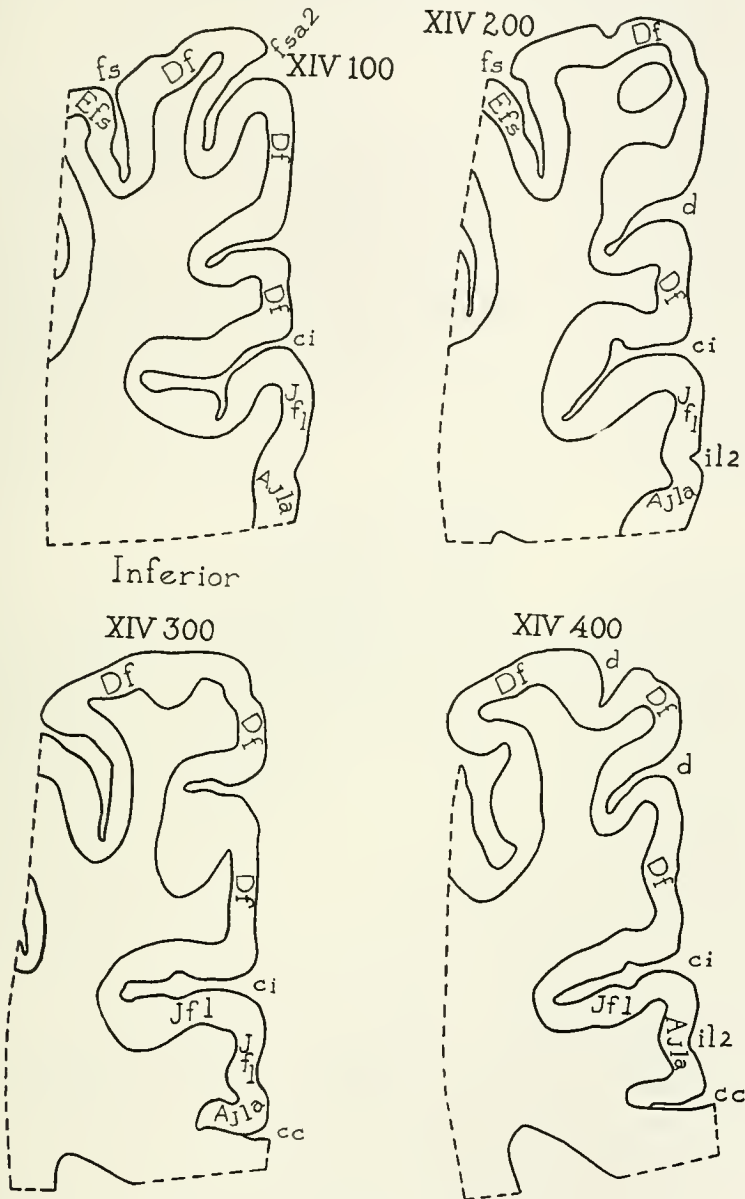 XIV 100
fs
Df
fsa2
Efs
Df
Df
ci
Jf1
AJla
Inferior
XIV 200
fs
Df
Efs
d
Df
ci
Jf1
il2
AJla
XIV 300
Df
Df
Df
ci
Jf1
Jf1
AJla
cc
XIV 400
Df
d
Df
d
Df
ci
Jf1
AJla
il2
cc